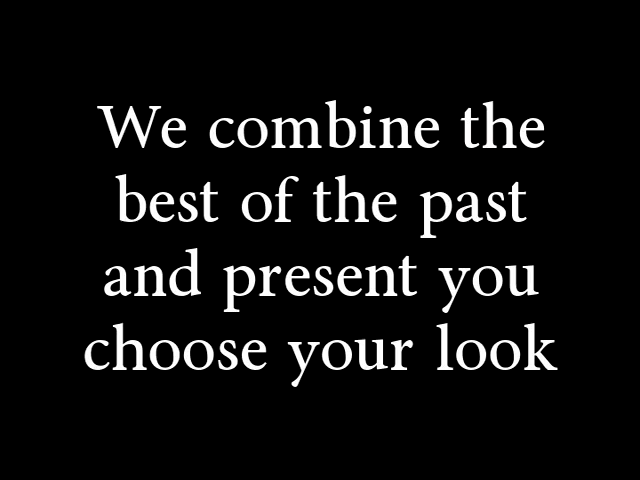 We combine the
best of the past
and present you
choose your look